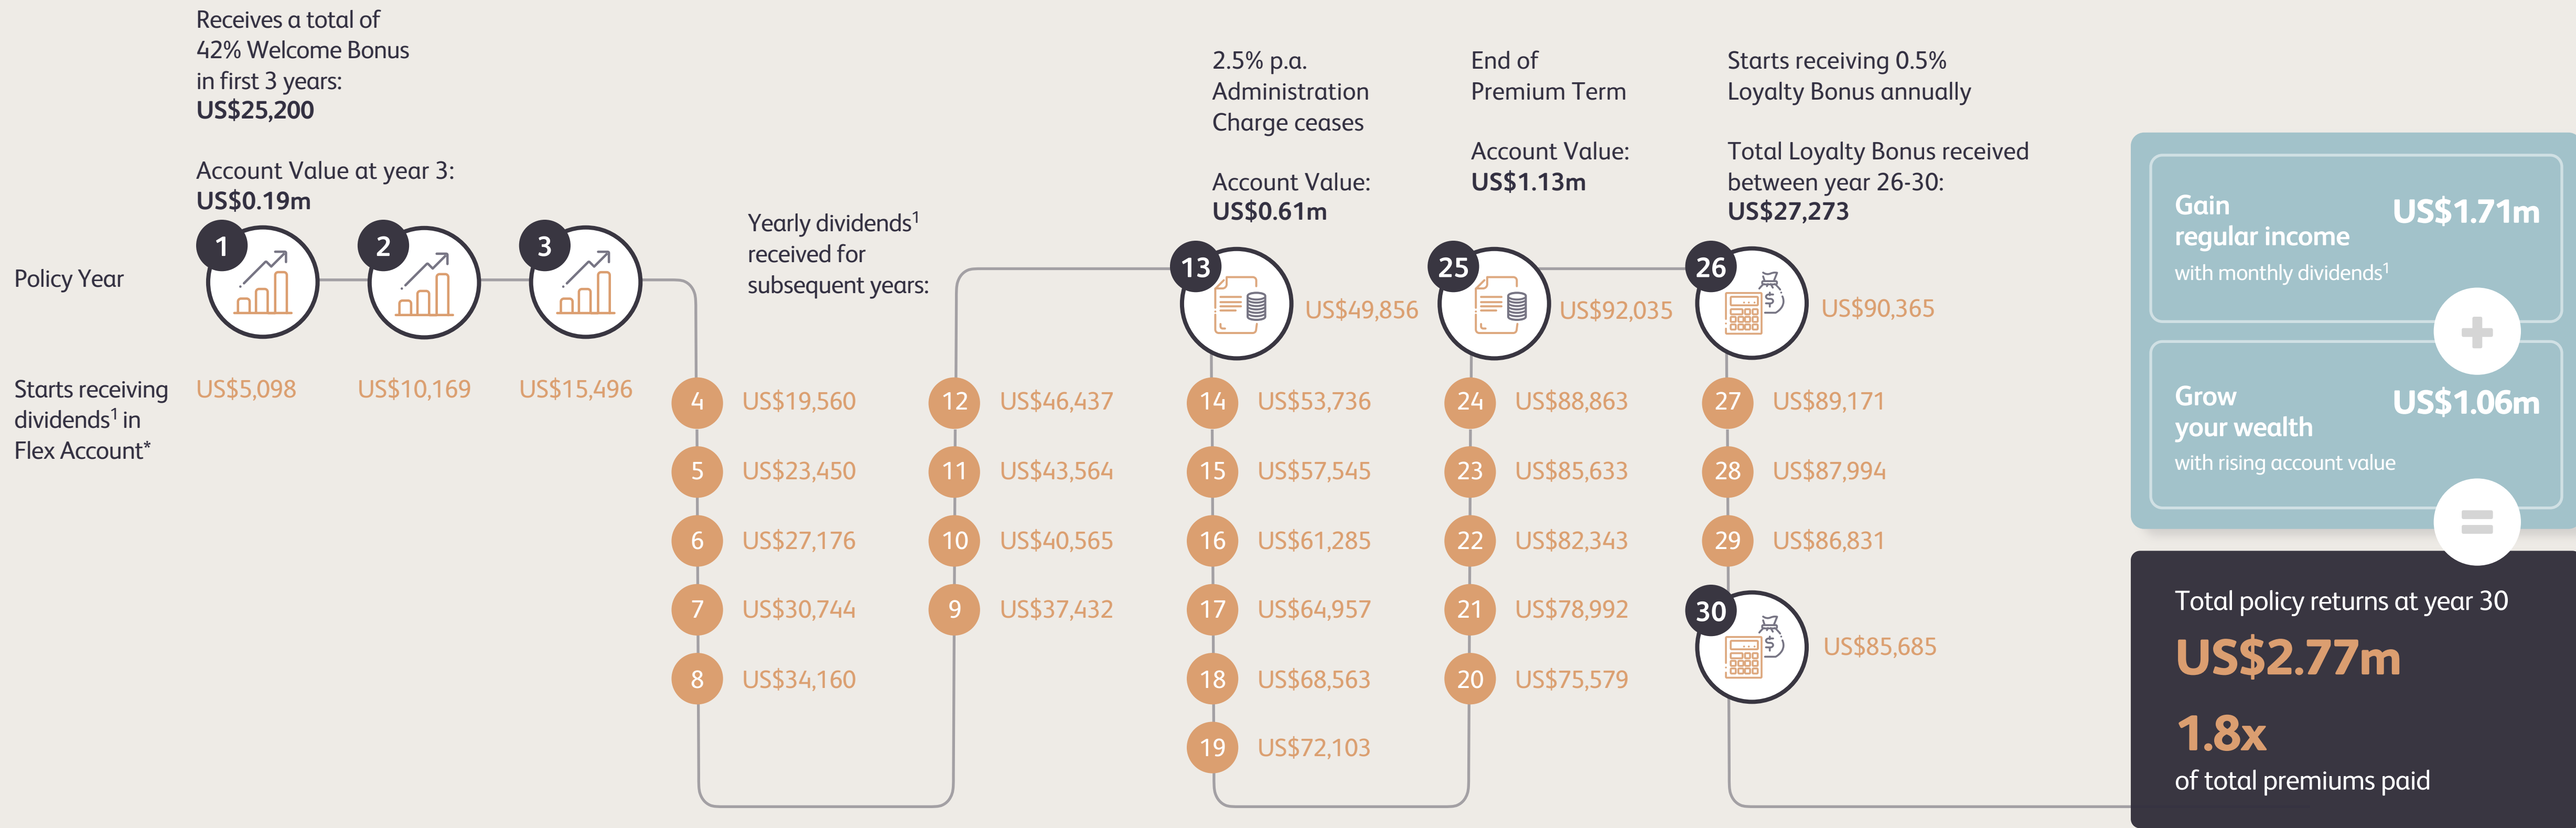 Receives a total of
42% Welcome Bonus
in first 3 years:
US$25,200
Account Value at year 3:
US$0.19m
Policy Year
1
2
3
Starts receiving
dividends¹ in
Flex Account*
US$5,098
US$10,169
US$15,496
Yearly dividends¹
received for
subsequent years:
4 US$19,560
5 US$23,450
6 US$27,176
7 US$30,744
8 US$34,160
9 US$37,432
10 US$40,565
11 US$43,564
12 US$46,437
2.5% p.a.
Administration
Charge ceases
Account Value:
US$0.61m
13 US$49,856
14 US$53,736
15 US$57,545
16 US$61,285
17 US$64,957
18 US$68,563
19 US$72,103
20 US$75,579
21 US$78,992
22 US$82,343
23 US$85,633
24 US$88,863
End of
Premium Term
Account Value:
US$1.13m
25 US$92,035
Starts receiving 0.5%
Loyalty Bonus annually
Total Loyalty Bonus received
between year 26-30:
US$27,273
26 US$90,365
27 US$89,171
28 US$87,994
29 US$86,831
30 US$85,685
Gain
regular income
US$1.71m
with monthly dividends¹
+
Grow
your wealth
US$1.06m
with rising account value
=
Total policy returns at year 30
US$2.77m
1.8x
of total premiums paid